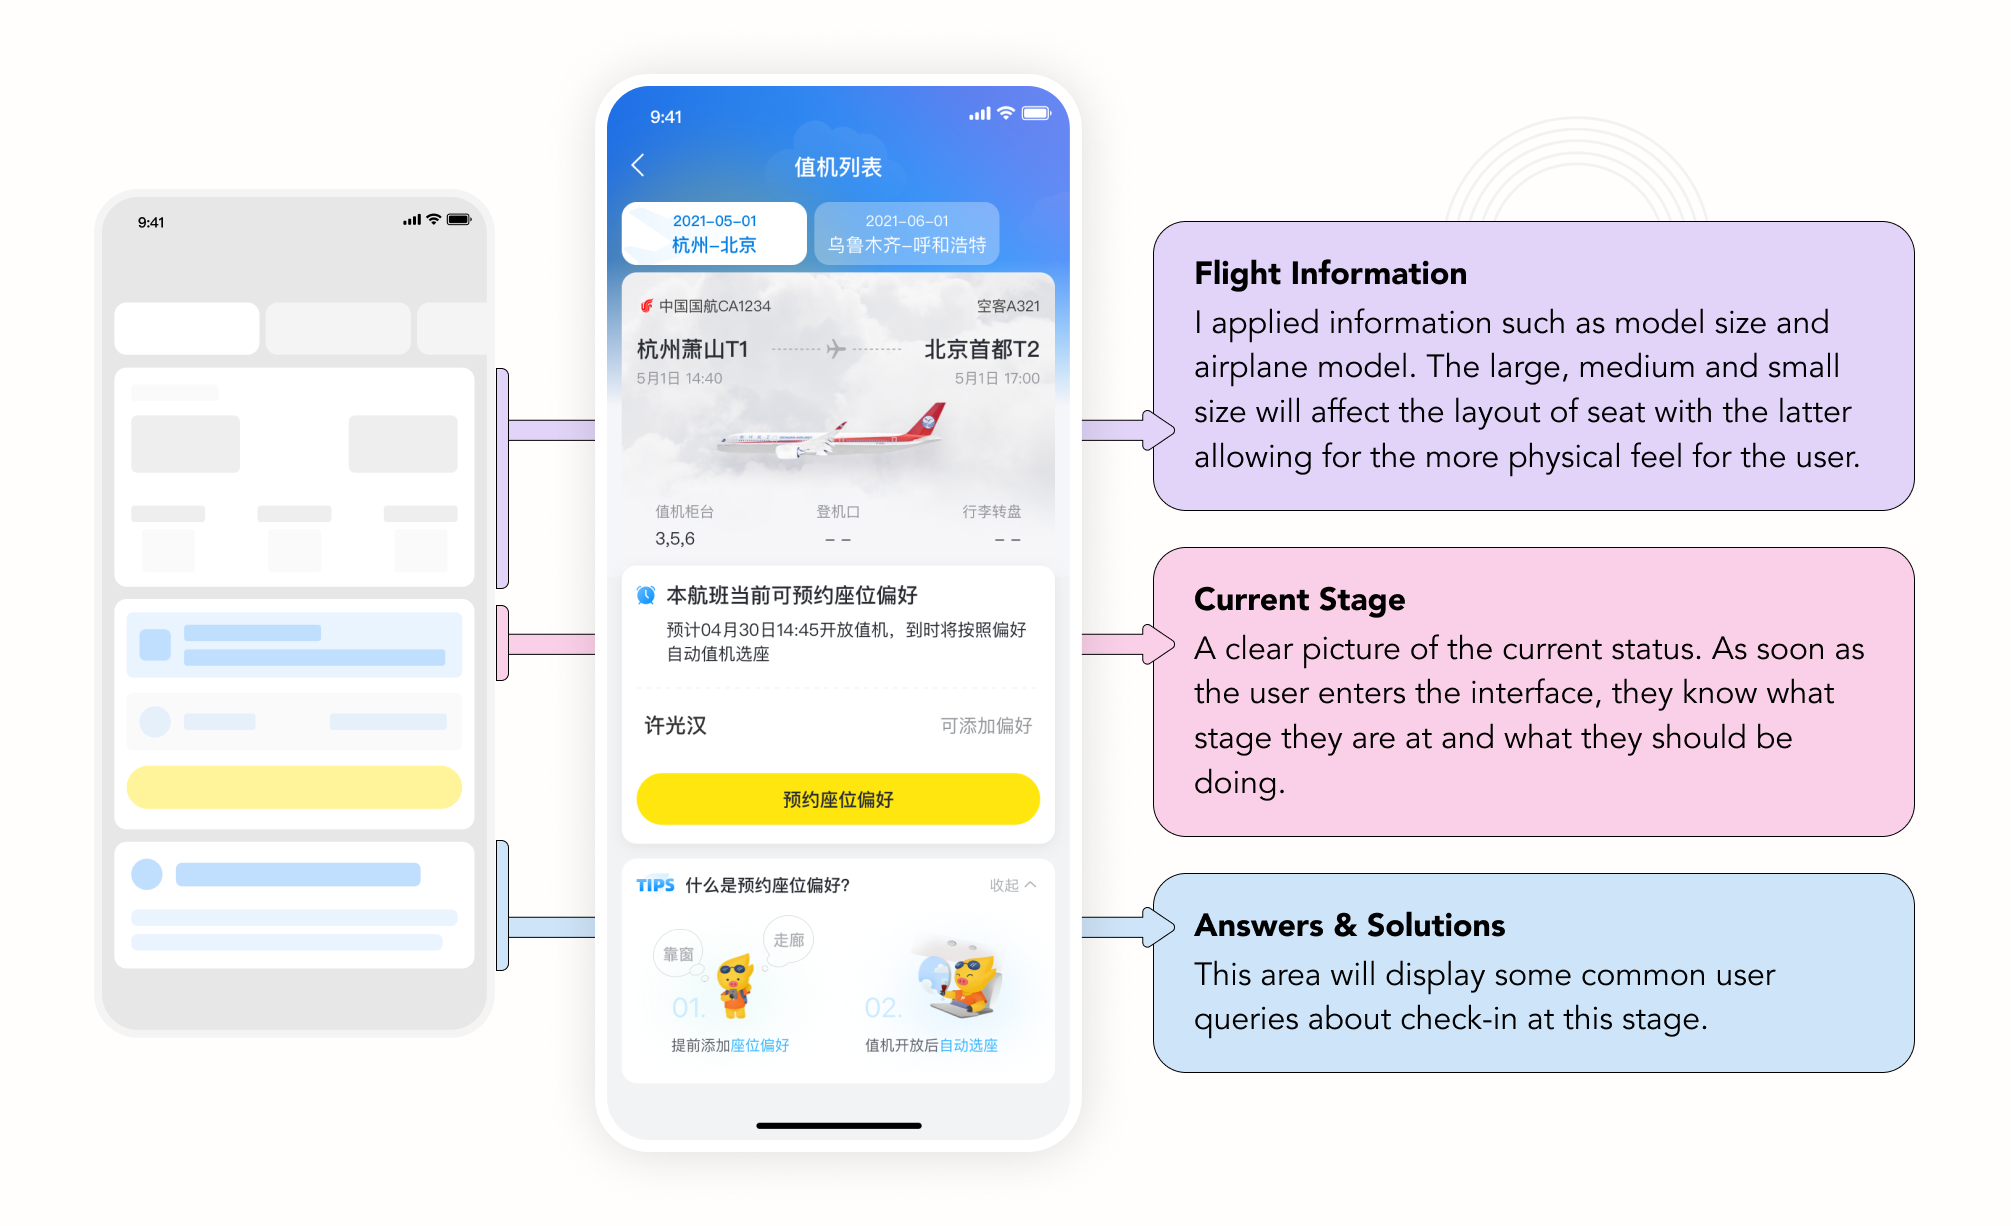 9:41
9:41
值机列表
2021-05-01
杭州-北京
2021-06-01
乌鲁木齐-呼和浩特
中国国航CA1234
空客A321
杭州萧山T1
北京首都T2
5月1日 14:40
5月1日 17:00
值机柜台
登机口
行李转盘
3,5,6
– –
– –
本航班当前可预约座位偏好
预计04月30日14:45开放值机，到时将按照偏好
自动值机选座
许光汉
可添加偏好
预约座位偏好
TIPS 什么是预约座位偏好?
收起
靠窗
走廊
01.
02.
提前添加座位偏好
值机开放后自动选座
Flight Information
I applied information such as model size and
airplane model. The large, medium and small
size will affect the layout of seat with the latter
allowing for the more physical feel for the user.
Current Stage
A clear picture of the current status. As soon as
the user enters the interface, they know what
stage they are at and what they should be
doing.
Answers & Solutions
This area will display some common user
queries about check-in at this stage.